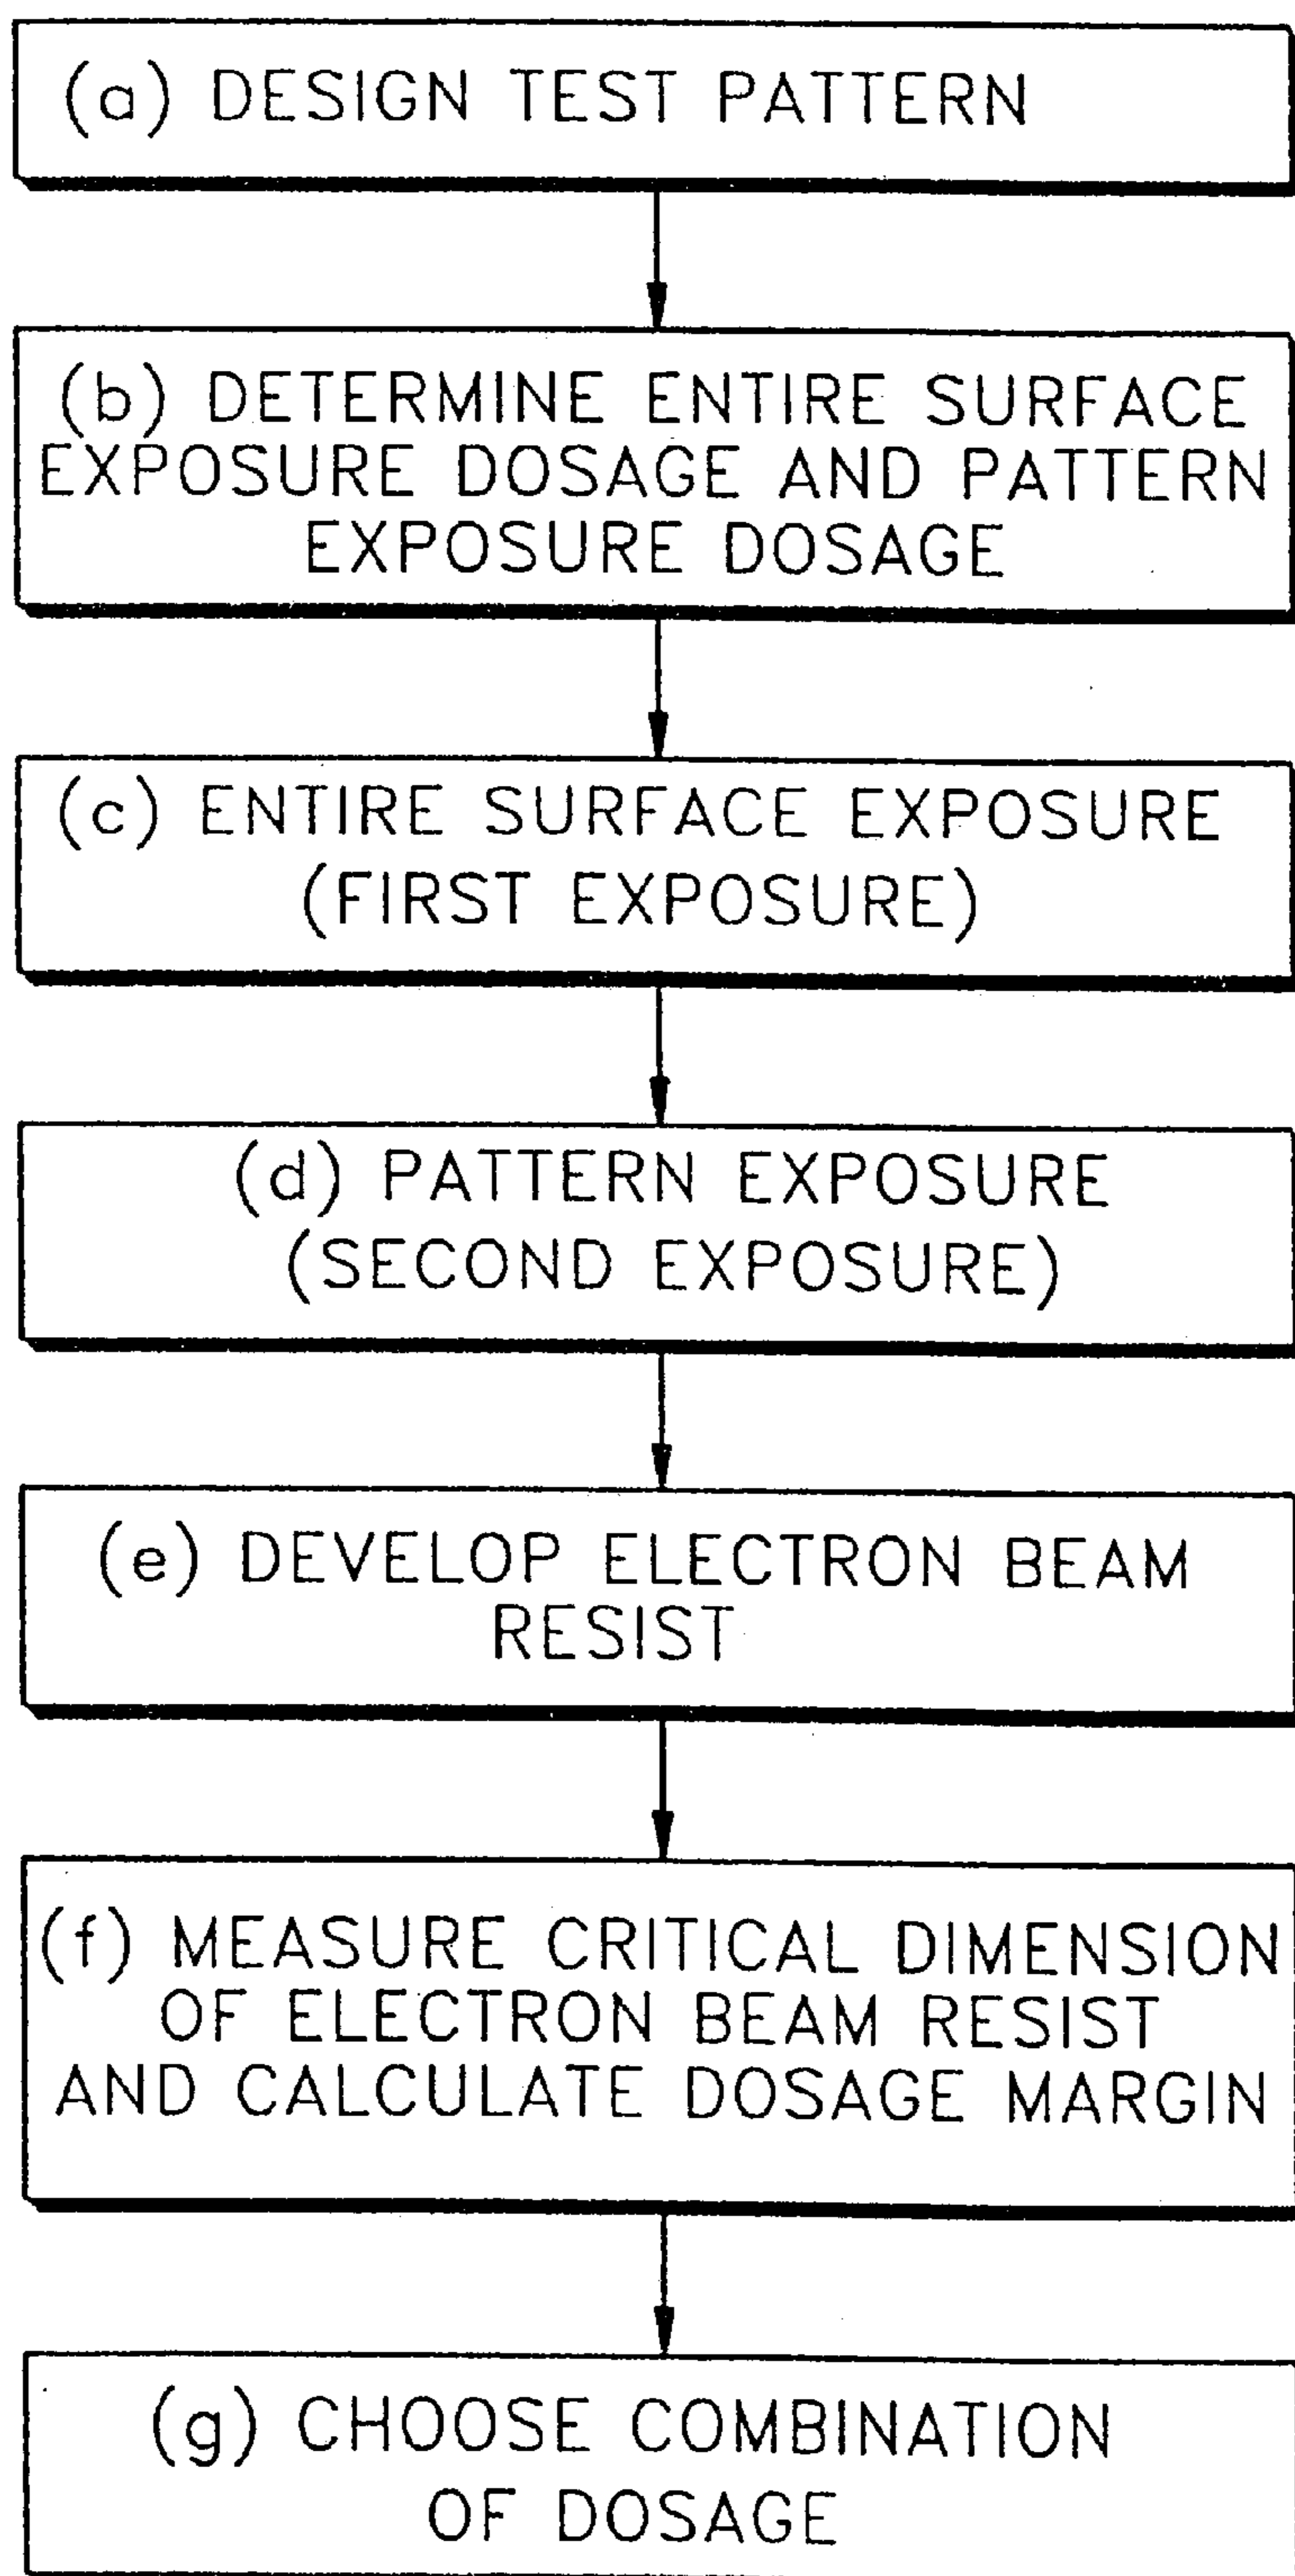 (a) DESIGN TEST PATTERN
(b) DETERMINE ENTIRE SURFACE
EXPOSURE DOSAGE AND PATTERN
EXPOSURE DOSAGE
(c) ENTIRE SURFACE EXPOSURE
(FIRST EXPOSURE)
(d) PATTERN EXPOSURE
(SECOND EXPOSURE)
(e) DEVELOP ELECTRON BEAM
RESIST
(f) MEASURE CRITICAL DIMENSION
OF ELECTRON BEAM RESIST
AND CALCULATE DOSAGE MARGIN
(g) CHOOSE COMBINATION
OF DOSAGE